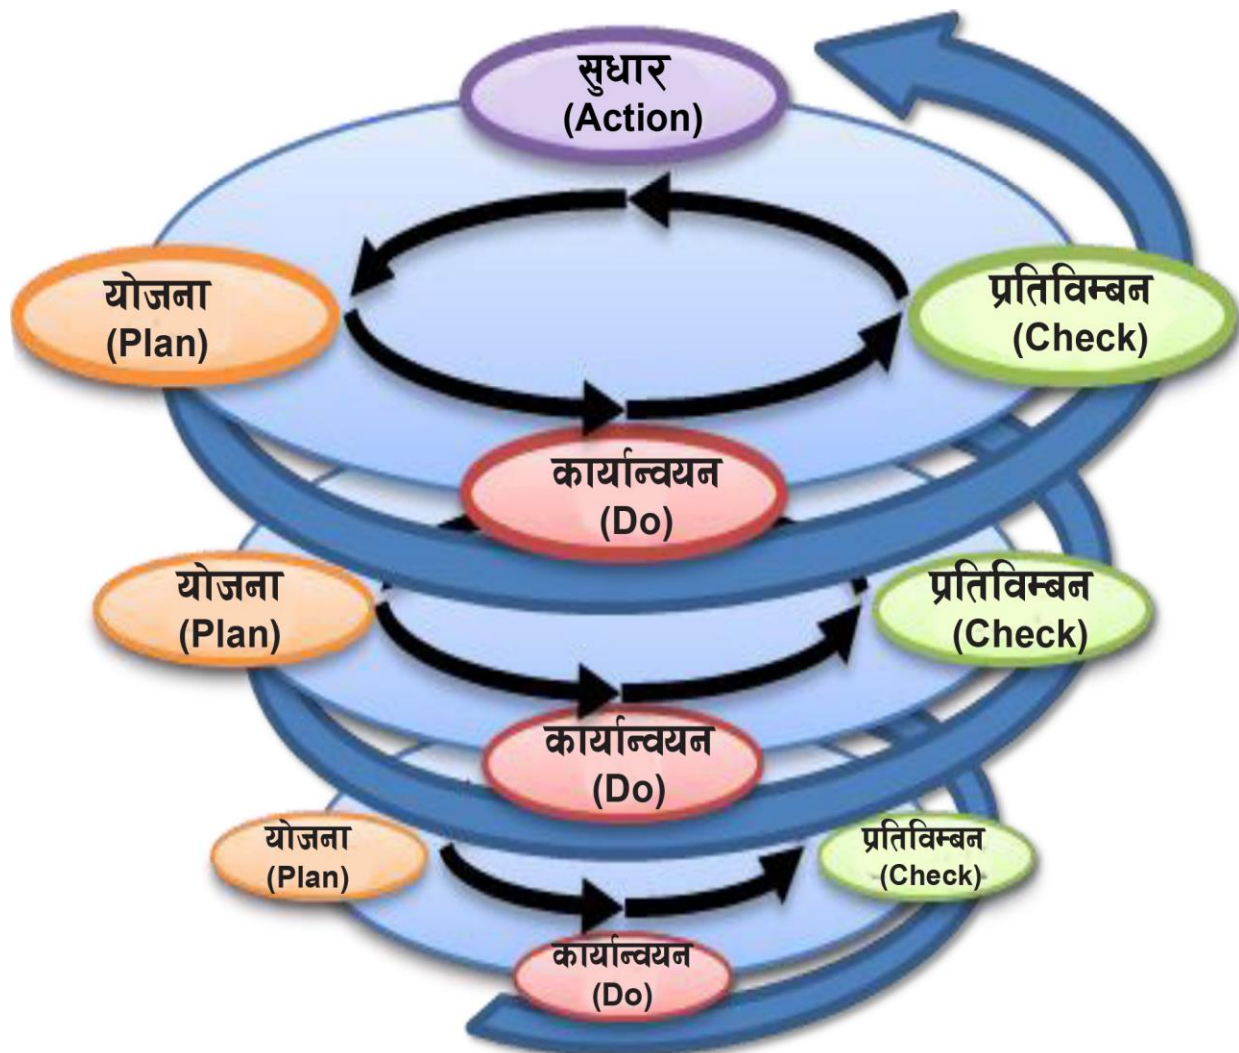 सुधार
(Action)
योजना
(Plan)
प्रतिविम्बन
(Check)
कार्यान्वयन
(Do)
योजना
(Plan)
प्रतिविम्बन
(Check)
कार्यान्वयन
(Do)
योजना
(Plan)
प्रतिविम्बन
(Check)
कार्यान्वयन
(Do)